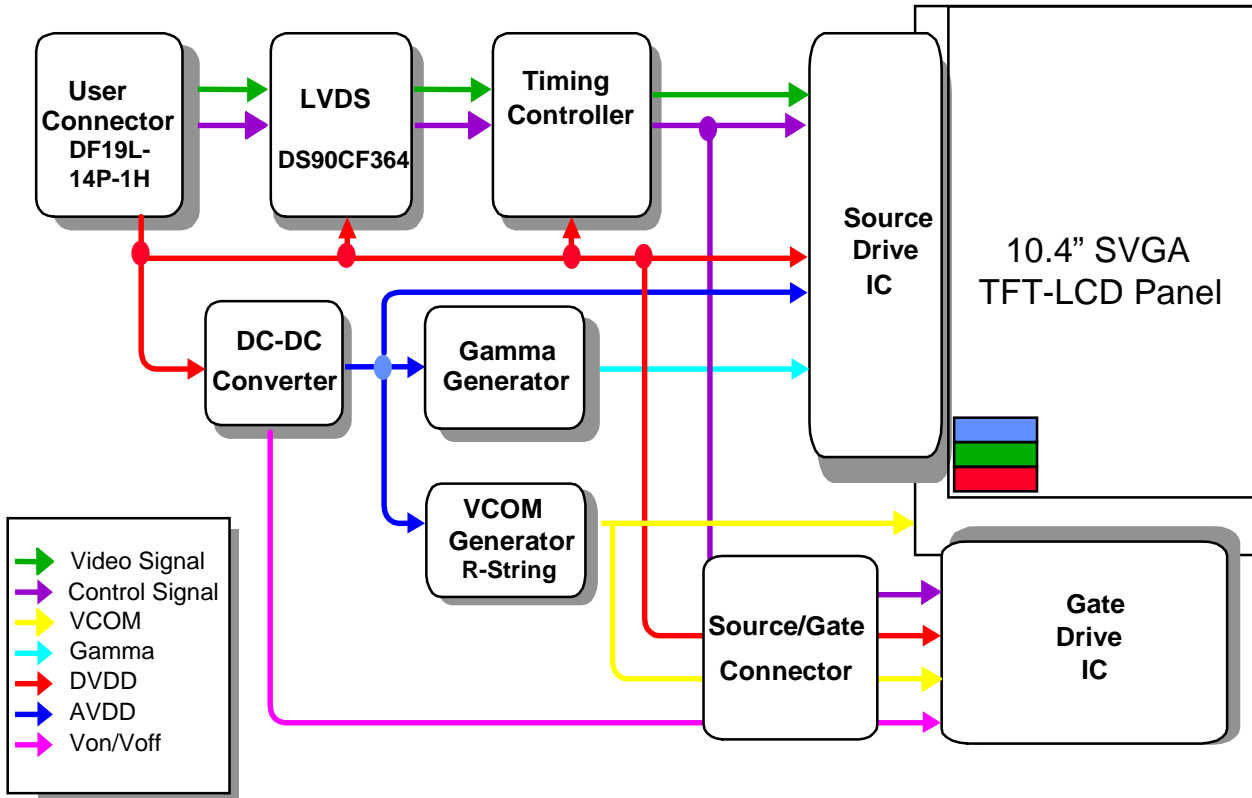 User
Connector
DF19L-
14P-1H
LVDS
DS90CF364
Timing
Controller
Source
Drive
IC
10.4” SVGA
TFT-LCD Panel
DC-DC
Converter
Gamma
Generator
VCOM
Generator
R-String
Source/Gate
Connector
Gate
Drive
IC
Video Signal
Control Signal
VCOM
Gamma
DVDD
AVDD
Von/Voff